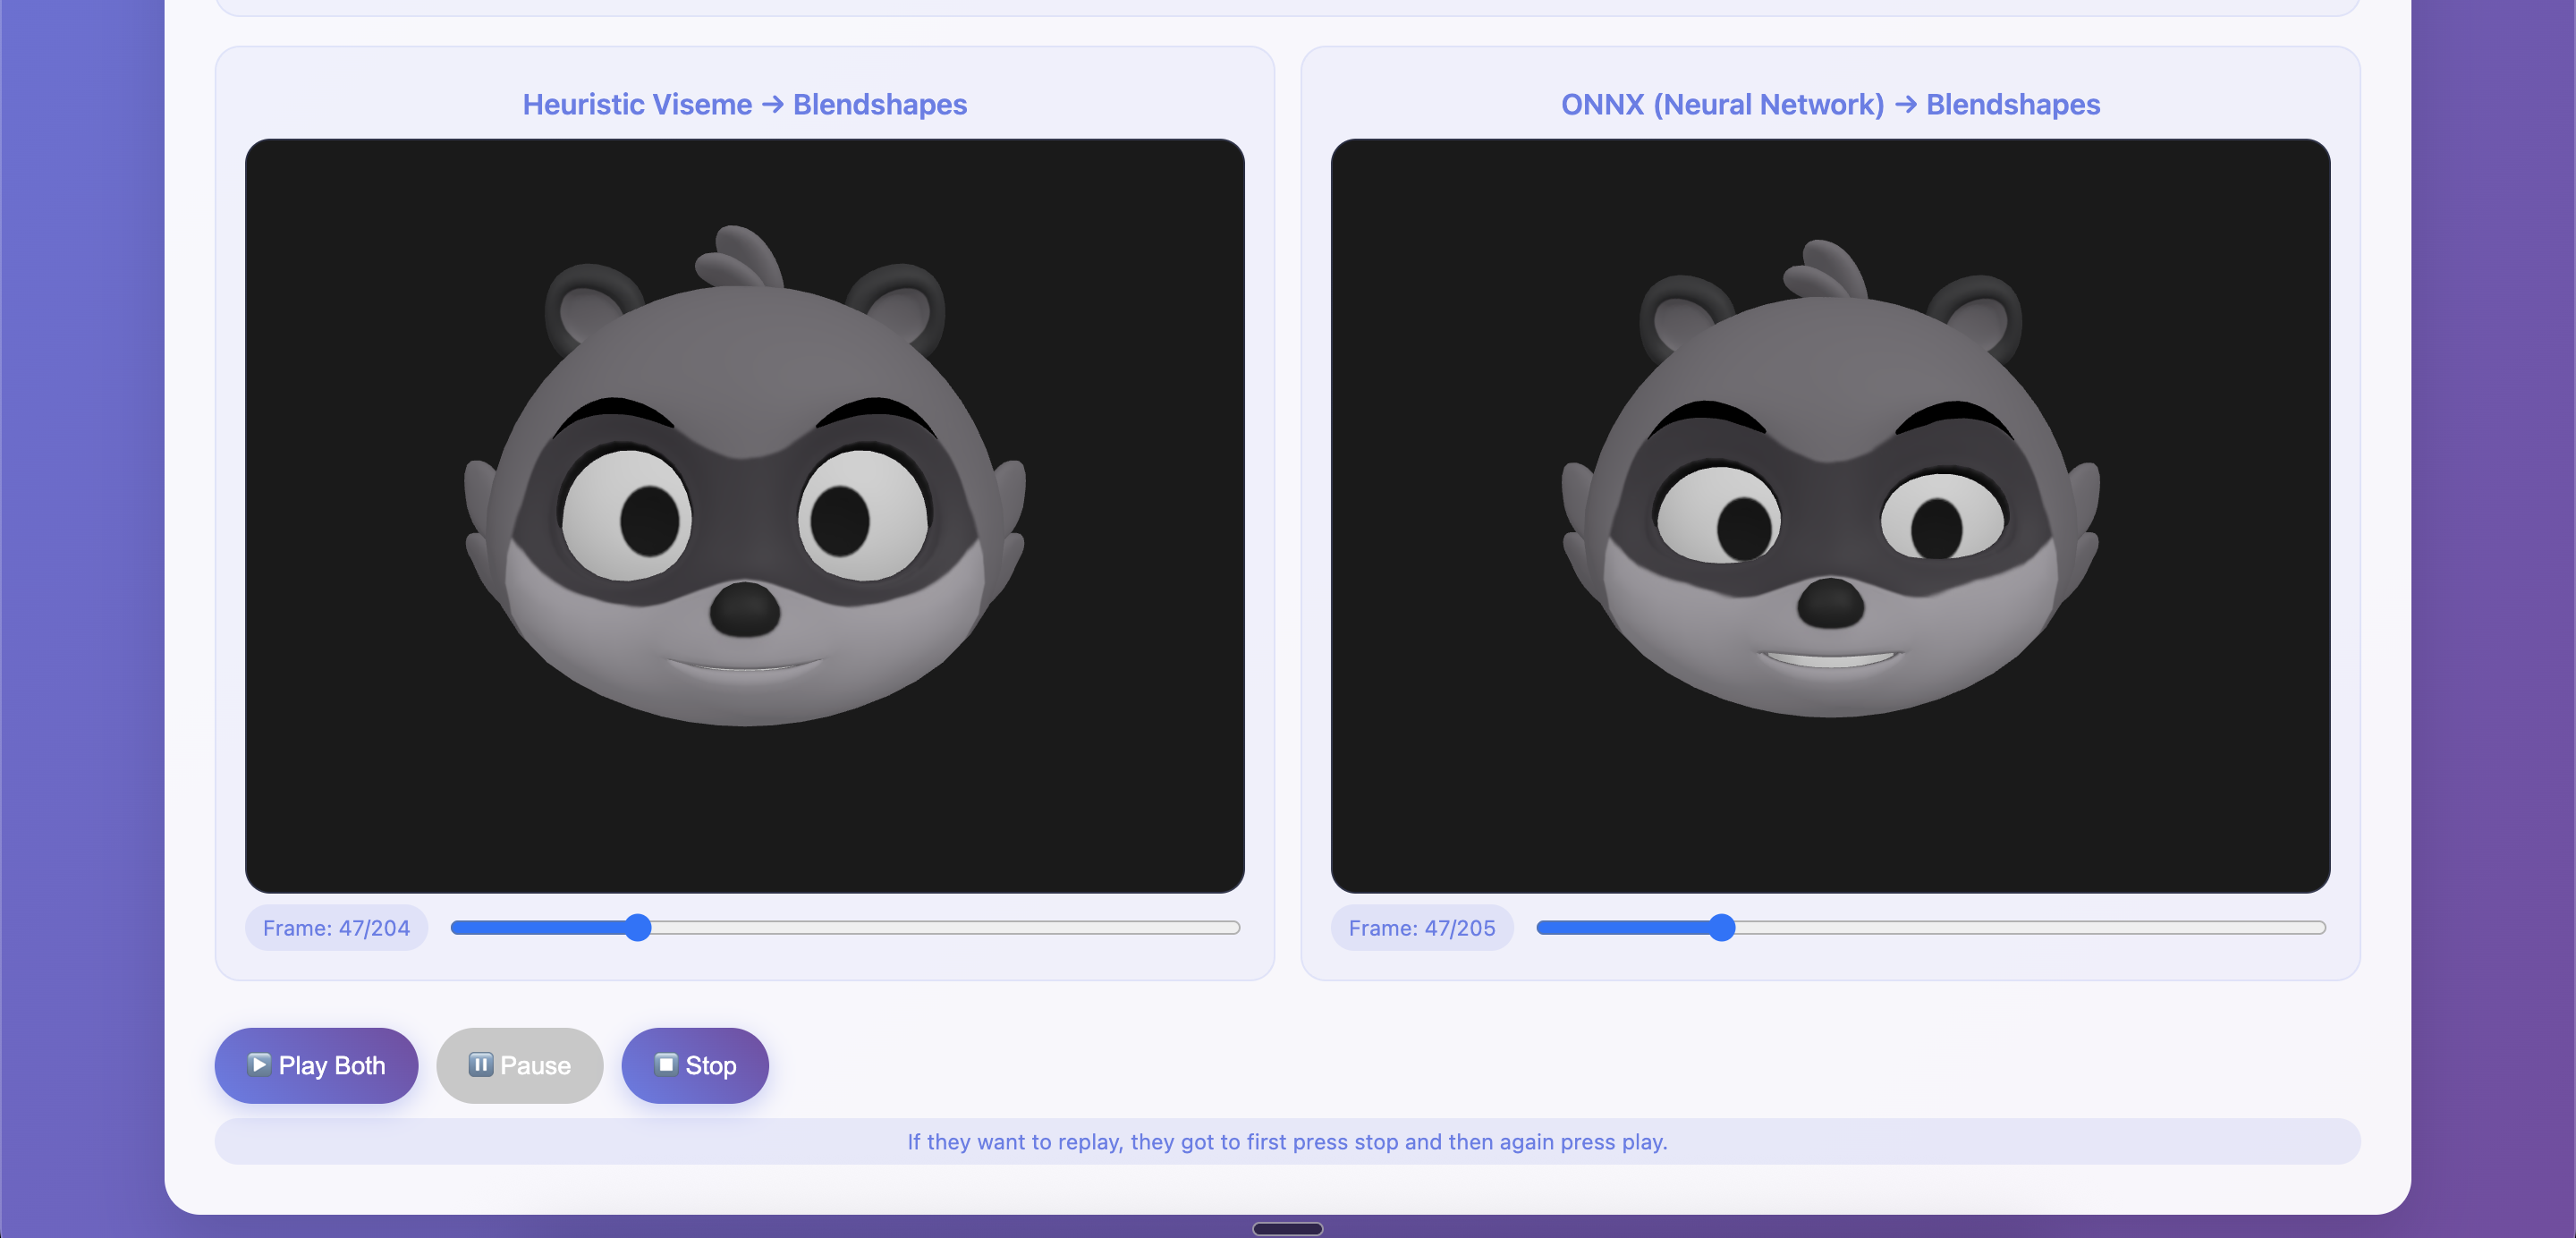 Heuristic Viseme → Blendshapes
ONNX (Neural Network) → Blendshapes
Frame: 47/204
Frame: 47/205
Play Both
Pause
Stop
If they want to replay, they got to first press stop and then again press play.